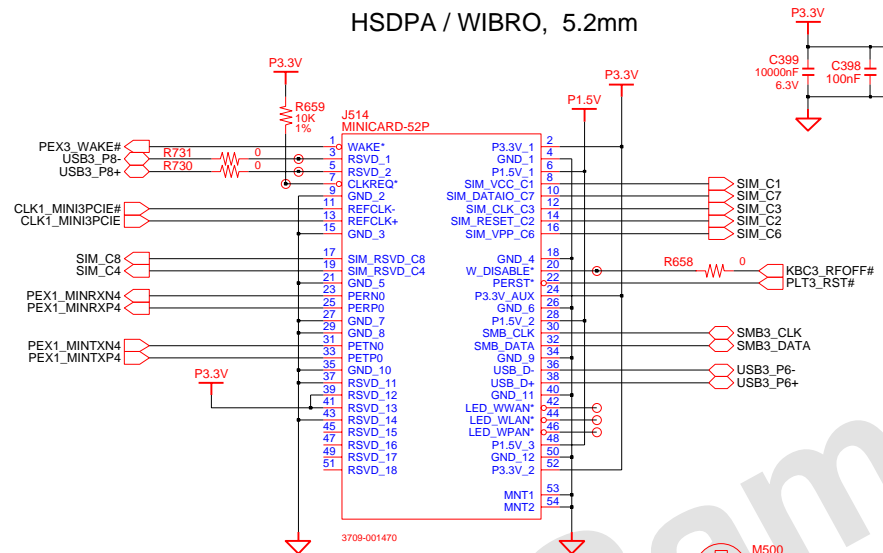 HSDPA / WIBRO, 5.2mm
P3.3V
C399
10000nF
6.3V
C398
100nF
P3.3V
R659
10K
1%
P3.3V
P1.5V
J514
MINICARD-52P
PEX3_WAKE# 1 WAKE* P3.3V_1 2
USB3_P8- R731 0 3 RSVD_1 GND_1 4
USB3_P8+ R730 0 5 RSVD_2 P1.5V_1 6
7 CLKREQ* SIM_VCC_C1 8 SIM_C1
9 GND_2 SIM_DATAIO_C7 10 SIM_C7
CLK1_MINI3PCIE# 11 REFCLK- SIM_CLK_C3 12 SIM_C3
CLK1_MINI3PCIE 13 REFCLK+ SIM_RESET_C2 14 SIM_C2
15 GND_3 SIM_VPP_C6 16 SIM_C6
SIM_C8 17 SIM_RSVD_C8 GND_4 18
SIM_C4 19 SIM_RSVD_C4 W_DISABLE* 20 R658 0 KBC3_RFOFF#
21 GND_5 PERST* 22 PLT3_RST#
PEX1_MINRXN4 23 PERN0 P3.3V_AUX 24
PEX1_MINRXP4 25 PERP0 GND_6 26
27 GND_7 P1.5V_2 28
29 GND_8 SMB_CLK 30 SMB3_CLK
PEX1_MINTXN4 31 PETN0 SMB_DATA 32 SMB3_DATA
PEX1_MINTXP4 33 PETP0 GND_9 34
35 GND_10 USB_D- 36 USB3_P6-
P3.3V 37 RSVD_11 USB_D+ 38 USB3_P6+
39 RSVD_12 GND_11 40
41 RSVD_13 LED_WWAN* 42
43 RSVD_14 LED_WLAN* 44
45 RSVD_15 LED_WPAN* 46
47 RSVD_16 P1.5V_3 48
49 RSVD_17 GND_12 50
51 RSVD_18 P3.3V_2 52
MNT1 53
MNT2 54
3709-001470
M500